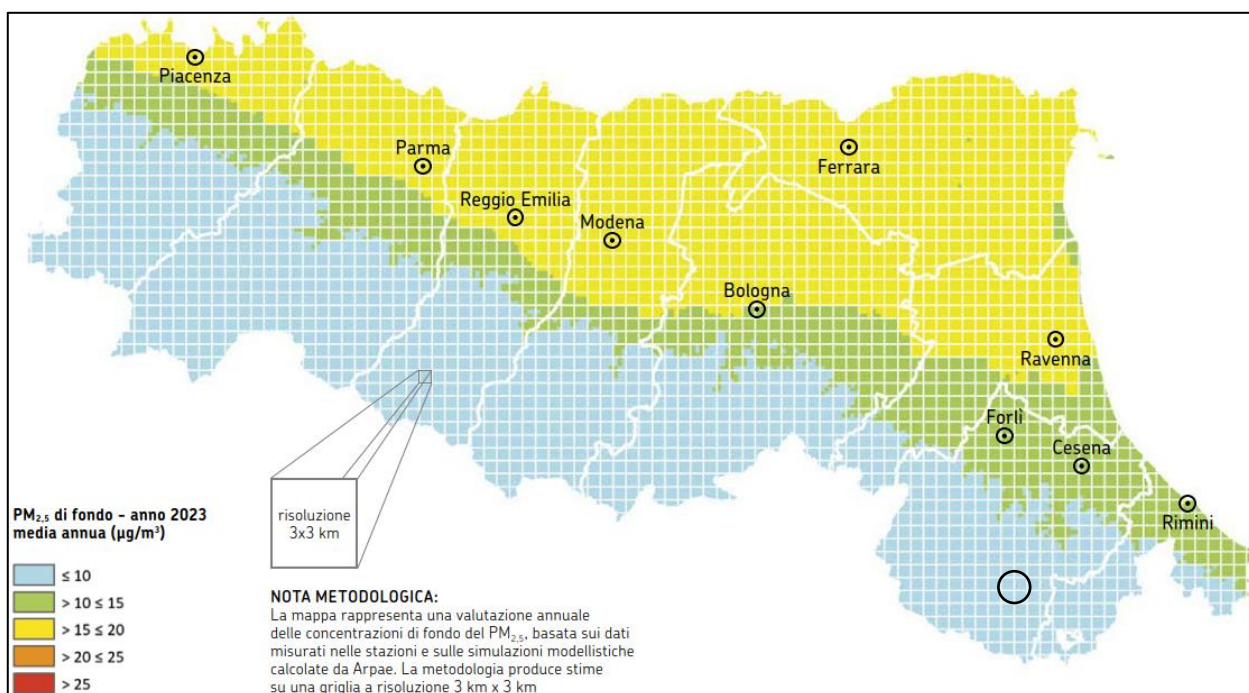 Piacenza
Parma
Ferrara
Reggio Emilia
Modena
Bologna
Ravenna
Forlì
Cesena
Rimini
risoluzione
3x3 km
PM2,5 di fondo - anno 2023
media annua (µg/m³)
≤ 10
> 10 ≤ 15
> 15 ≤ 20
> 20 ≤ 25
> 25
NOTA METODOLOGICA:
La mappa rappresenta una valutazione annuale
delle concentrazioni di fondo del PM2,5, basata sui dati
misurati nelle stazioni e sulle simulazioni modellistiche
calcolate da Arpae. La metodologia produce stime
su una griglia a risoluzione 3 km x 3 km